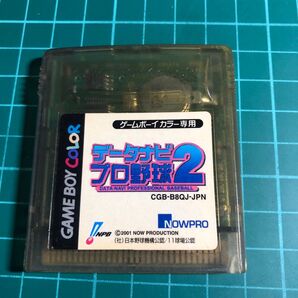 GAME BOY COLOR
ゲームボーイカラー専用
データナビ
プロ野球2
DATA NAVI PROFESSIONAL BASEBALL
CGB-B8QJ-JPN
NPB
NOWPRO
©2001 NOW PRODUCTION
(社)日本野球機構公認/11球場公認